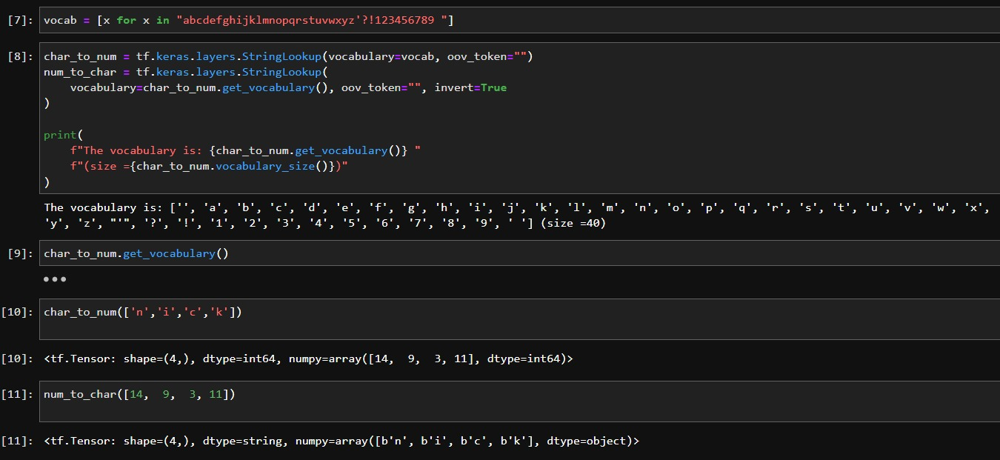 [7]: vocab = [x for x in "abcdefghijklmnopqrstuvwxyz'?!123456789 "]
[8]: char_to_num = tf.keras.layers.StringLookup(vocabulary=vocab, oov_token="")
num_to_char = tf.keras.layers.StringLookup(
    vocabulary=char_to_num.get_vocabulary(), oov_token="", invert=True
)
print(
    f"The vocabulary is: {char_to_num.get_vocabulary()} "
    f"(size ={char_to_num.vocabulary_size()})"
)
The vocabulary is: ['', 'a', 'b', 'c', 'd', 'e', 'f', 'g', 'h', 'i', 'j', 'k', 'l', 'm', 'n', 'o', 'p', 'q', 'r', 's', 't', 'u', 'v', 'w', 'x',
'y', 'z', "'", '?', '!', '1', '2', '3', '4', '5', '6', '7', '8', '9', ' '] (size =40)
[9]: char_to_num.get_vocabulary()
[10]: char_to_num(['n','i','c','k'])
[10]: <tf.Tensor: shape=(4,), dtype=int64, numpy=array([14,  9,  3, 11], dtype=int64)>
[11]: num_to_char([14,  9,  3, 11])
[11]: <tf.Tensor: shape=(4,), dtype=string, numpy=array([b'n', b'i', b'c', b'k'], dtype=object)>